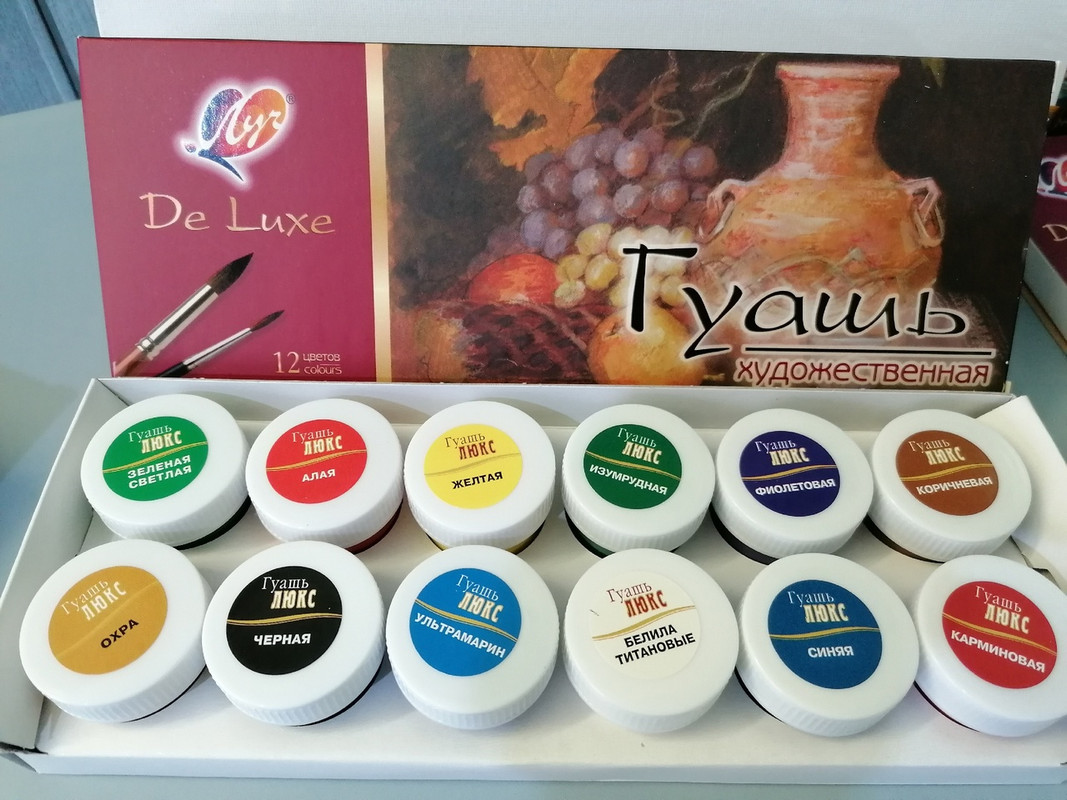 Луч®
De Luxe
12 цветов
colours
Гуашь
художественная
Гуашь
ЛЮКС
ЗЕЛЕНАЯ
СВЕТЛАЯ
Гуашь
ЛЮКС
АЛАЯ
Гуашь
ЛЮКС
ЖЕЛТАЯ
Гуашь
ЛЮКС
ИЗУМРУДНАЯ
Гуашь
ЛЮКС
ФИОЛЕТОВАЯ
Гуашь
ЛЮКС
КОРИЧНЕВАЯ
Гуашь
ЛЮКС
ОХРА
Гуашь
ЛЮКС
ЧЕРНАЯ
Гуашь
ЛЮКС
УЛЬТРАМАРИН
Гуашь
ЛЮКС
БЕЛИЛА
ТИТАНОВЫЕ
Гуашь
ЛЮКС
СИНЯЯ
Гуашь
ЛЮКС
КАРМИНОВАЯ